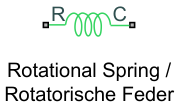 R C
Rotational Spring /
Rotatorische Feder